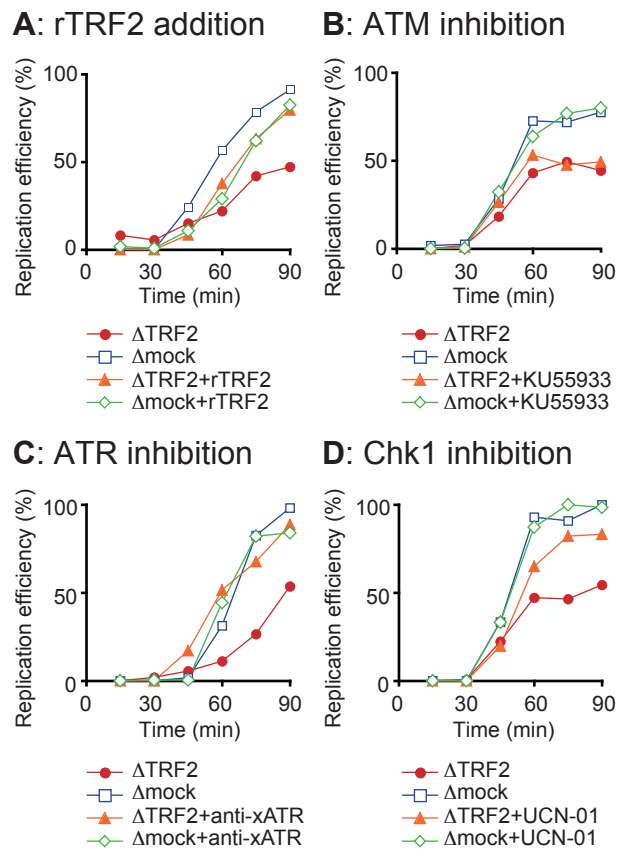 A: rTRF2 addition
Replication efficiency (%)
100
50
0
0 30 60 90
Time (min)
ΔTRF2
Δmock
ΔTRF2+rTRF2
Δmock+rTRF2
B: ATM inhibition
Replication efficiency (%)
100
50
0
0 30 60 90
Time (min)
ΔTRF2
Δmock
ΔTRF2+KU55933
Δmock+KU55933
C: ATR inhibition
Replication efficiency (%)
100
50
0
0 30 60 90
Time (min)
ΔTRF2
Δmock
ΔTRF2+anti-xATR
Δmock+anti-xATR
D: Chk1 inhibition
Replication efficiency (%)
100
50
0
0 30 60 90
Time (min)
ΔTRF2
Δmock
ΔTRF2+UCN-01
Δmock+UCN-01